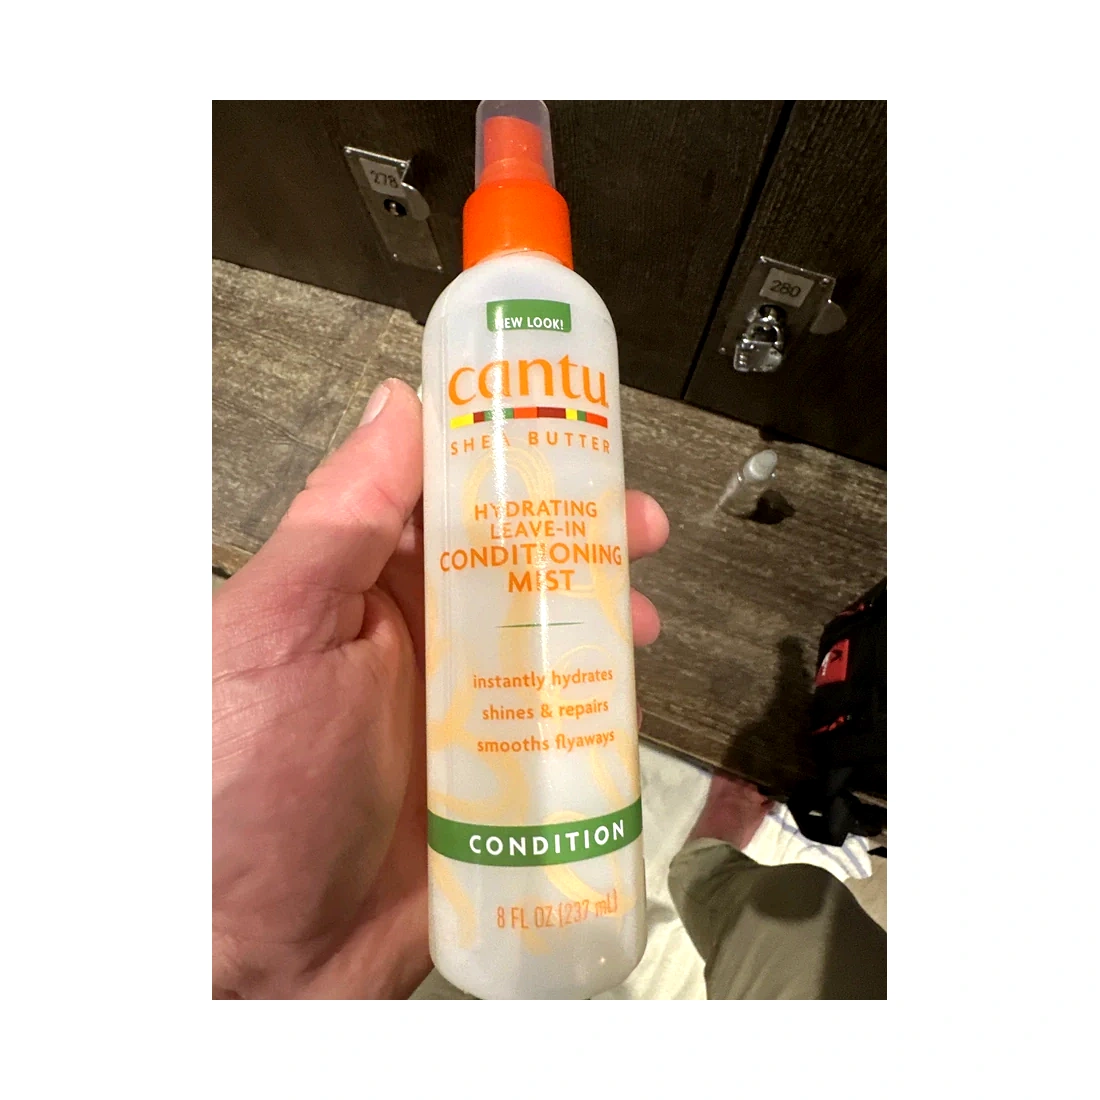 278
280
NEW LOOK!
cantu
SHEA BUTTER
HYDRATING
LEAVE-IN
CONDITIONING
MIST
instantly hydrates
shines & repairs
smooths flyaways
CONDITION
8 FL OZ (237 mL)